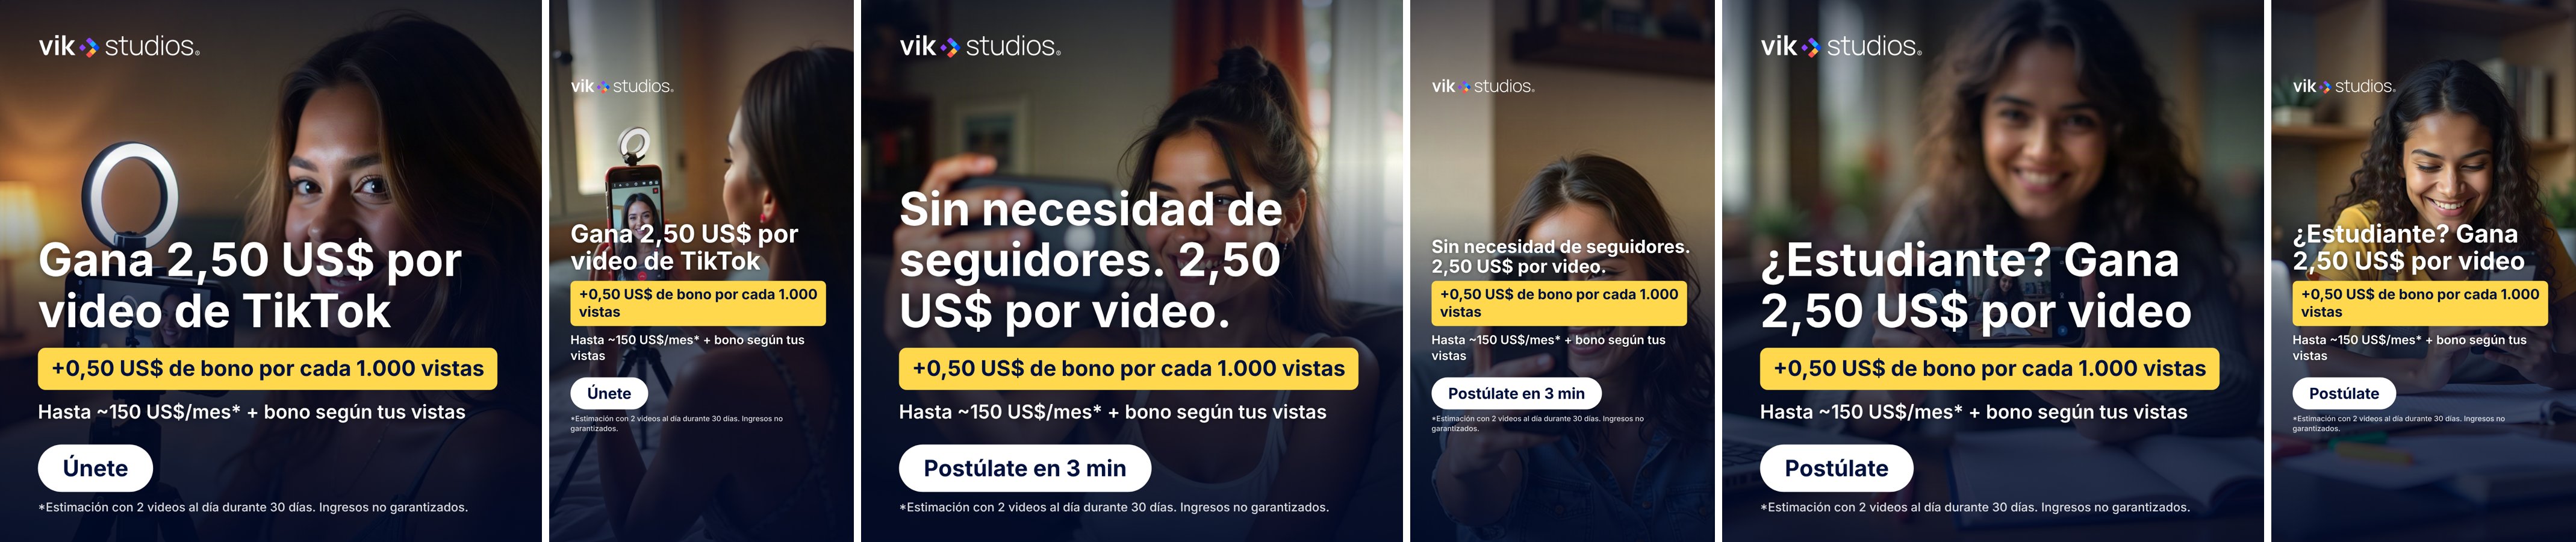 vik studios®
Gana 2,50 US$ por
video de TikTok
+0,50 US$ de bono por cada 1.000 vistas
Hasta ~150 US$/mes* + bono según tus vistas
Únete
*Estimación con 2 videos al día durante 30 días. Ingresos no garantizados.
vik studios®
Gana 2,50 US$ por
video de TikTok
+0,50 US$ de bono por cada 1.000
vistas
Hasta ~150 US$/mes* + bono según tus
vistas
Únete
*Estimación con 2 videos al día durante 30 días. Ingresos no
garantizados.
vik studios®
Sin necesidad de
seguidores. 2,50
US$ por video.
+0,50 US$ de bono por cada 1.000 vistas
Hasta ~150 US$/mes* + bono según tus vistas
Postúlate en 3 min
*Estimación con 2 videos al día durante 30 días. Ingresos no garantizados.
vik studios®
Sin necesidad de seguidores.
2,50 US$ por video.
+0,50 US$ de bono por cada 1.000
vistas
Hasta ~150 US$/mes* + bono según tus
vistas
Postúlate en 3 min
*Estimación con 2 videos al día durante 30 días. Ingresos no
garantizados.
vik studios®
¿Estudiante? Gana
2,50 US$ por video
+0,50 US$ de bono por cada 1.000 vistas
Hasta ~150 US$/mes* + bono según tus vistas
Postúlate
*Estimación con 2 videos al día durante 30 días. Ingresos no garantizados.
vik studios®
¿Estudiante? Gana
2,50 US$ por video
+0,50 US$ de bono por cada 1.000
vistas
Hasta ~150 US$/mes* + bono según tus
vistas
Postúlate
*Estimación con 2 videos al día durante 30 días. Ingresos no
garantizados.